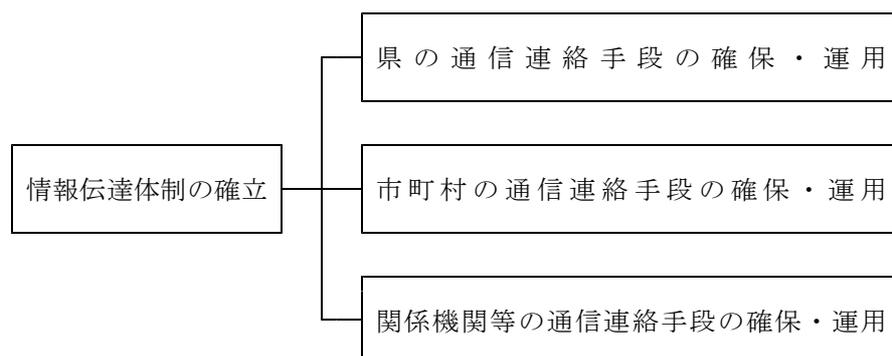 県の通信連絡手段の確保・運用
情報伝達体制の確立
市町村の通信連絡手段の確保・運用
関係機関等の通信連絡手段の確保・運用